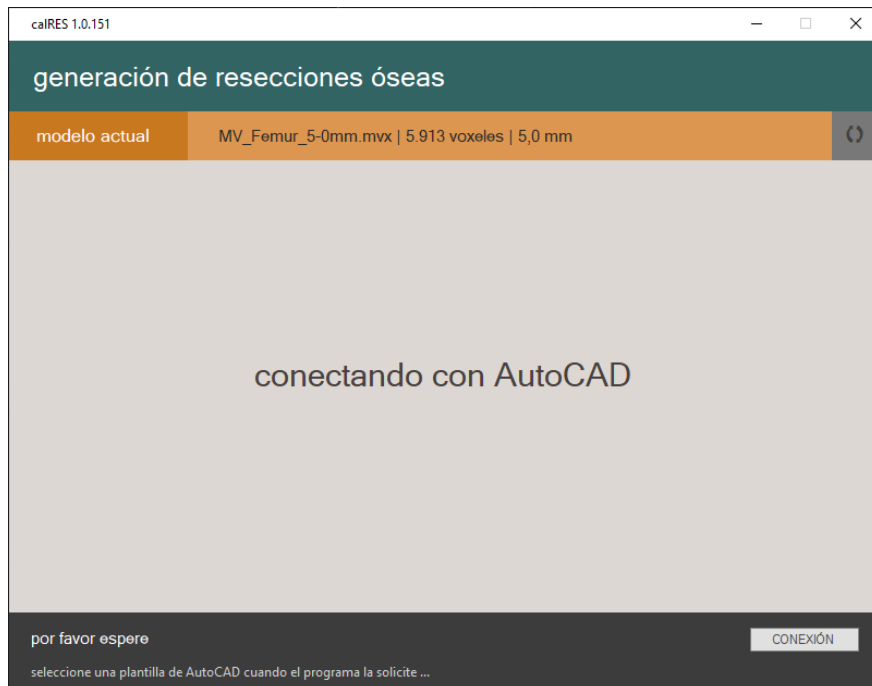 calRES 1.0.151
generación de resecciones óseas
modelo actual MV_Femur_5-0mm.mvx | 5.913 voxeles | 5,0 mm
conectando con AutoCAD
por favor espere
CONEXIÓN
seleccione una plantilla de AutoCAD cuando el programa la solicite ...